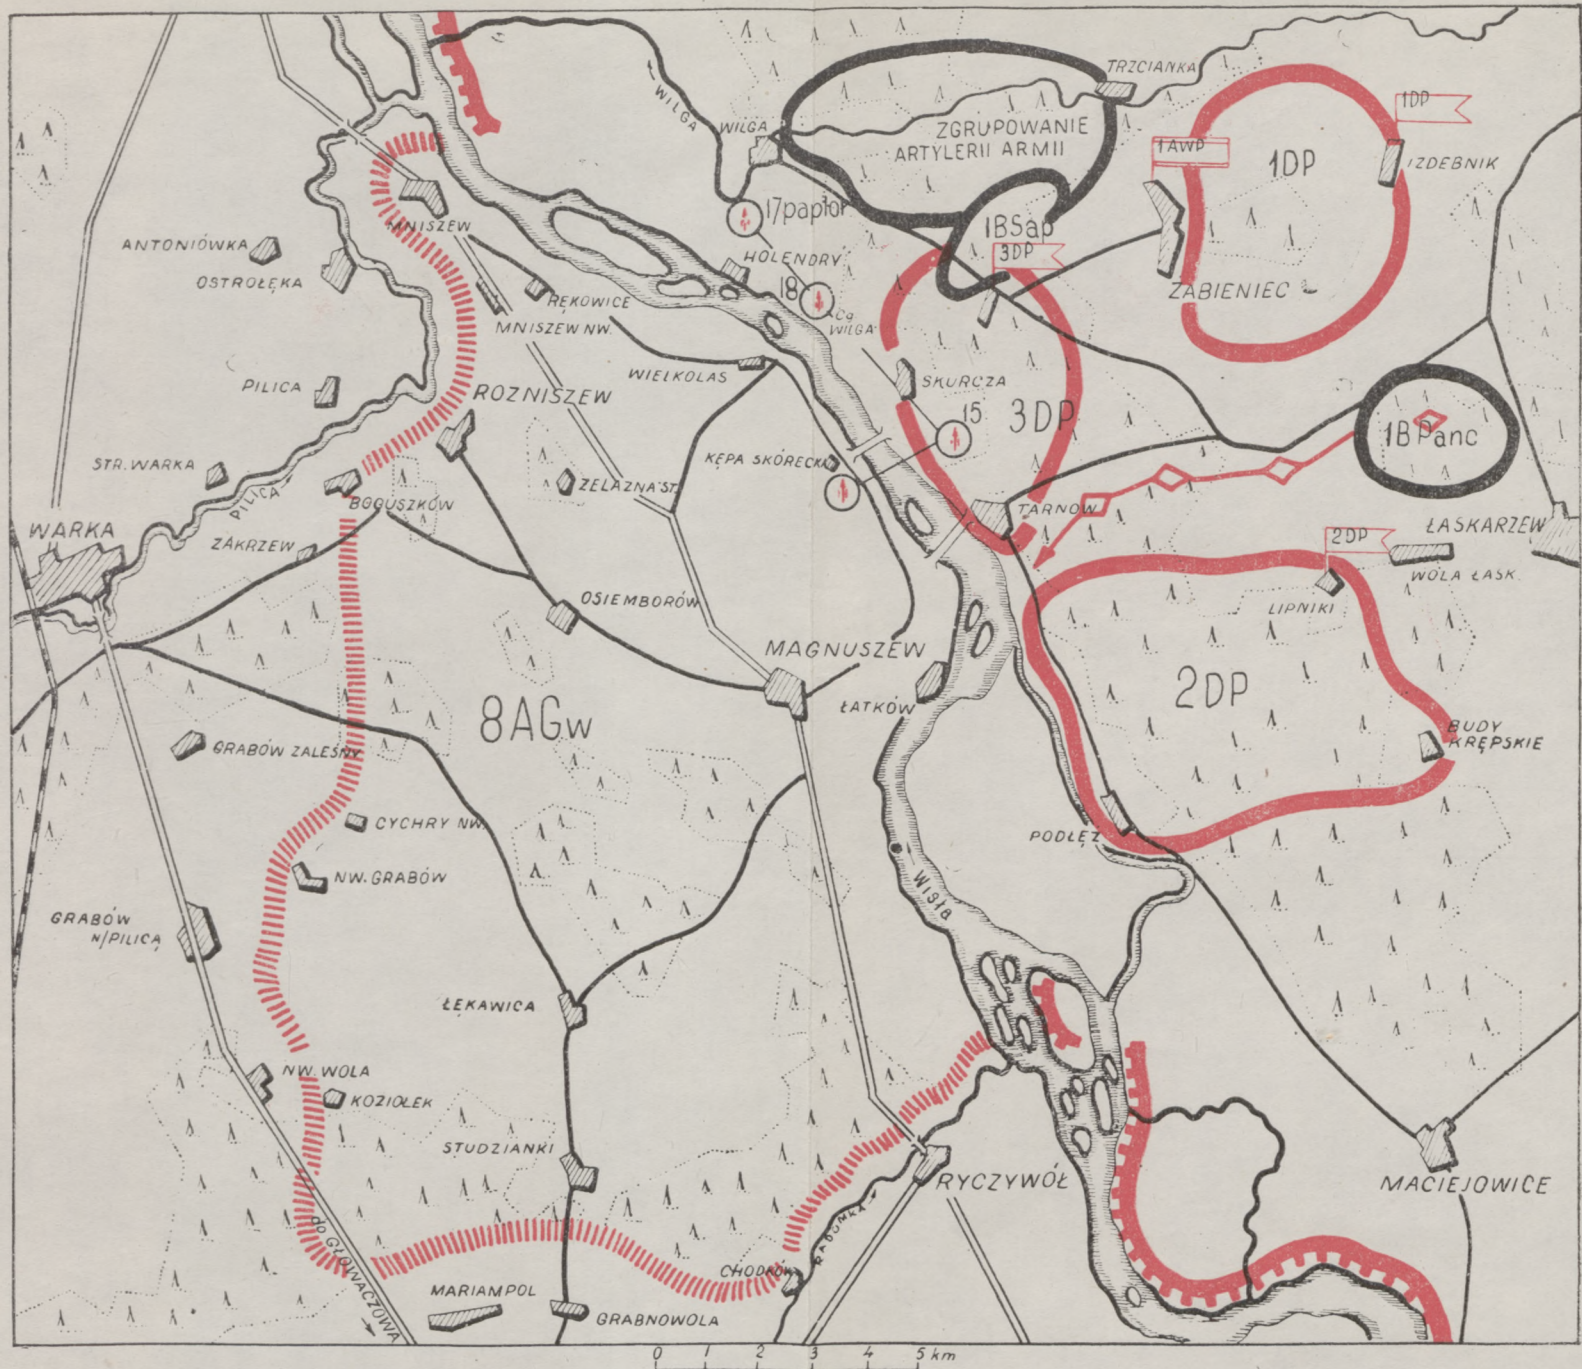 TRZCIANKA
1DP
WILGA
WILGA
ZGRUPOWANIE
ARTYLERII ARMII
1AWP
1DP
IZDEBNIK
17papłot
1BSap
3DP
MNISZEW
ANTONIÓWKA
OSTROŁĘKA
HOLENDRY
18
ŻABIENIEC
RĘKOWICE
MNISZEW NW.
Cg
WILGA
PILICA
ROZNISZEW
WIELKOLAS
SKURCZA
15
3DP
1BPanc
STR. WARKA
PILICA
BOGUSZKÓW
ZELAZNA ST.
KĘPA SKÓRECKA
TARNÓW
WARKA
ZAKRZEW
2DP
ŁASKARZEW
WOLA ŁASK.
LIPNIKI
OSIEMBORÓW
MAGNUSZEW
8AGw
ŁATKÓW
2DP
GRABÓW ZALEŚNY
BUDY
KRĘPSKIE
CYCHRY NW.
PODŁĘŻ
NW. GRABÓW
Wisła
GRABÓW
N/PILICĄ
ŁĘKAWICA
NW. WOLA
KOZIOŁEK
STUDZIANKI
RYCZYWÓŁ
MACIEJOWICE
do GŁOWACZOWA
RADOMKA
CHODKÓW
MARIAMPOL
GRABNOWOLA
0 1 2 3 4 5 km